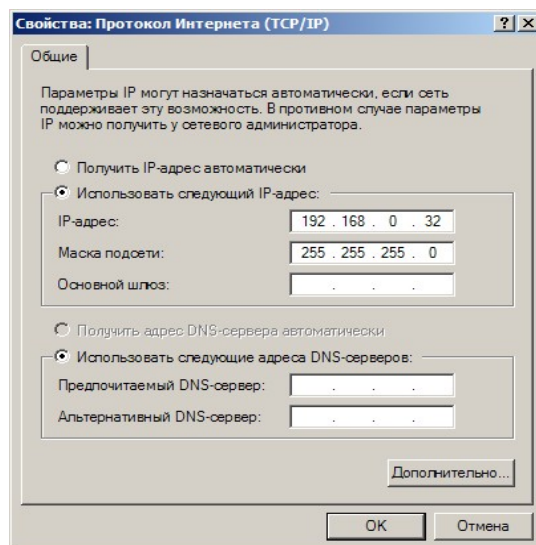 Свойства: Протокол Интернета (TCP/IP)
Общие
Параметры IP могут назначаться автоматически, если сеть
поддерживает эту возможность. В противном случае параметры
IP можно получить у сетевого администратора.
Получить IP-адрес автоматически
Использовать следующий IP-адрес:
IP-адрес: 192 . 168 . 0 . 32
Маска подсети: 255 . 255 . 255 . 0
Основной шлюз: . . .
Получить адрес DNS-сервера автоматически
Использовать следующие адреса DNS-серверов:
Предпочитаемый DNS-сервер: . . .
Альтернативный DNS-сервер: . . .
Дополнительно...
OK Отмена